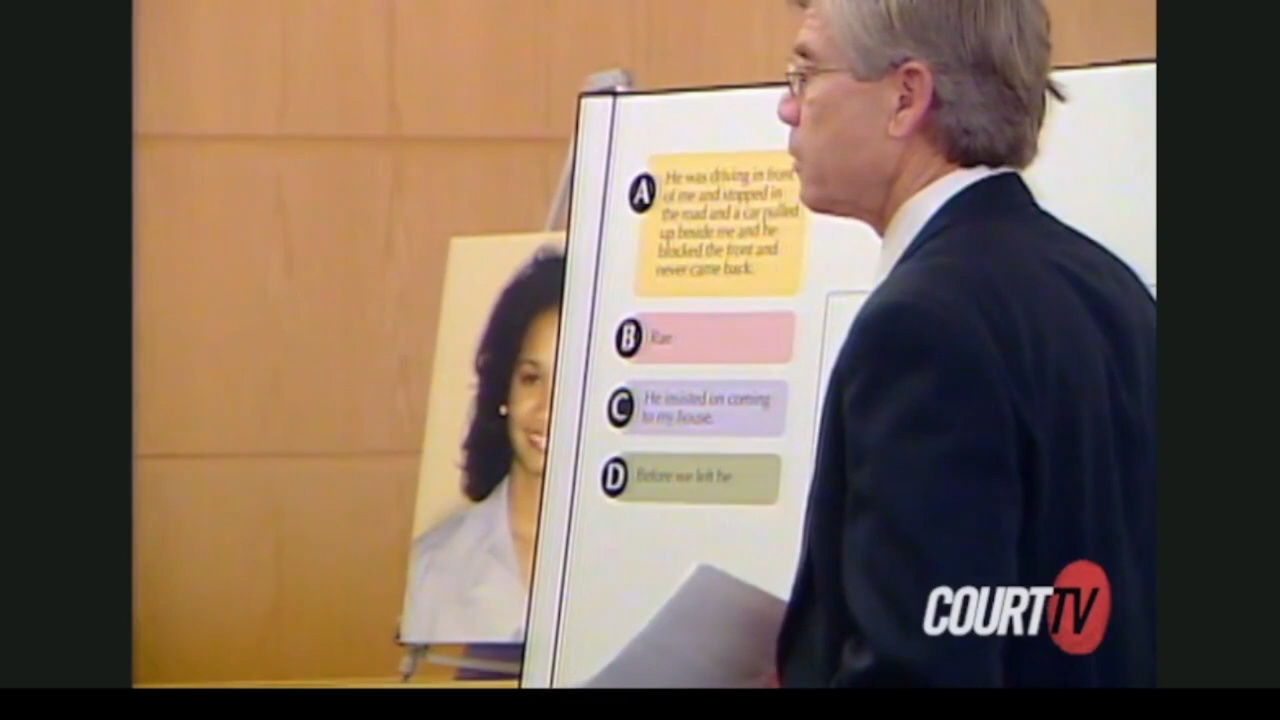 A
He was driving in front
of me and stopped in
the road and a car pulled
up beside me and he
blocked the front and
never came back.
B
Rae
C
He insisted on coming
to my house.
D
Before we left he
COURT TV